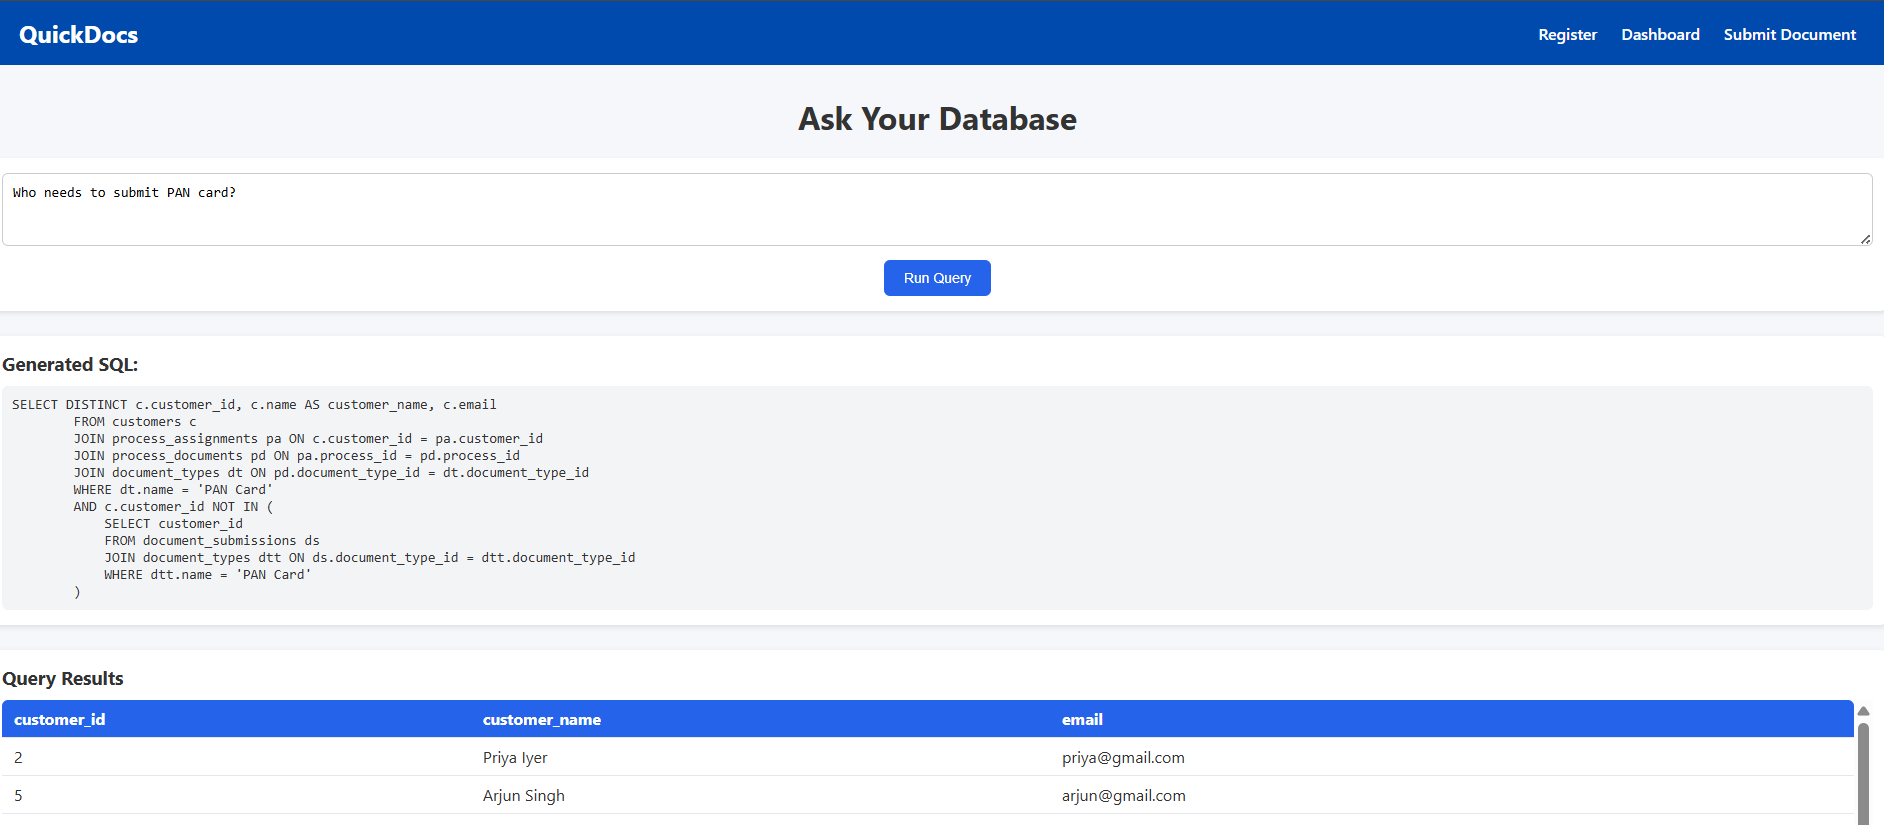 QuickDocs
Register Dashboard Submit Document
Ask Your Database
Who needs to submit PAN card?
Run Query
Generated SQL:
SELECT DISTINCT c.customer_id, c.name AS customer_name, c.email
FROM customers c
JOIN process_assignments pa ON c.customer_id = pa.customer_id
JOIN process_documents pd ON pa.process_id = pd.process_id
JOIN document_types dt ON pd.document_type_id = dt.document_type_id
WHERE dt.name = 'PAN Card'
AND c.customer_id NOT IN (
SELECT customer_id
FROM document_submissions ds
JOIN document_types dtt ON ds.document_type_id = dtt.document_type_id
WHERE dtt.name = 'PAN Card'
)
Query Results
customer_id customer_name email
2 Priya Iyer priya@gmail.com
5 Arjun Singh arjun@gmail.com